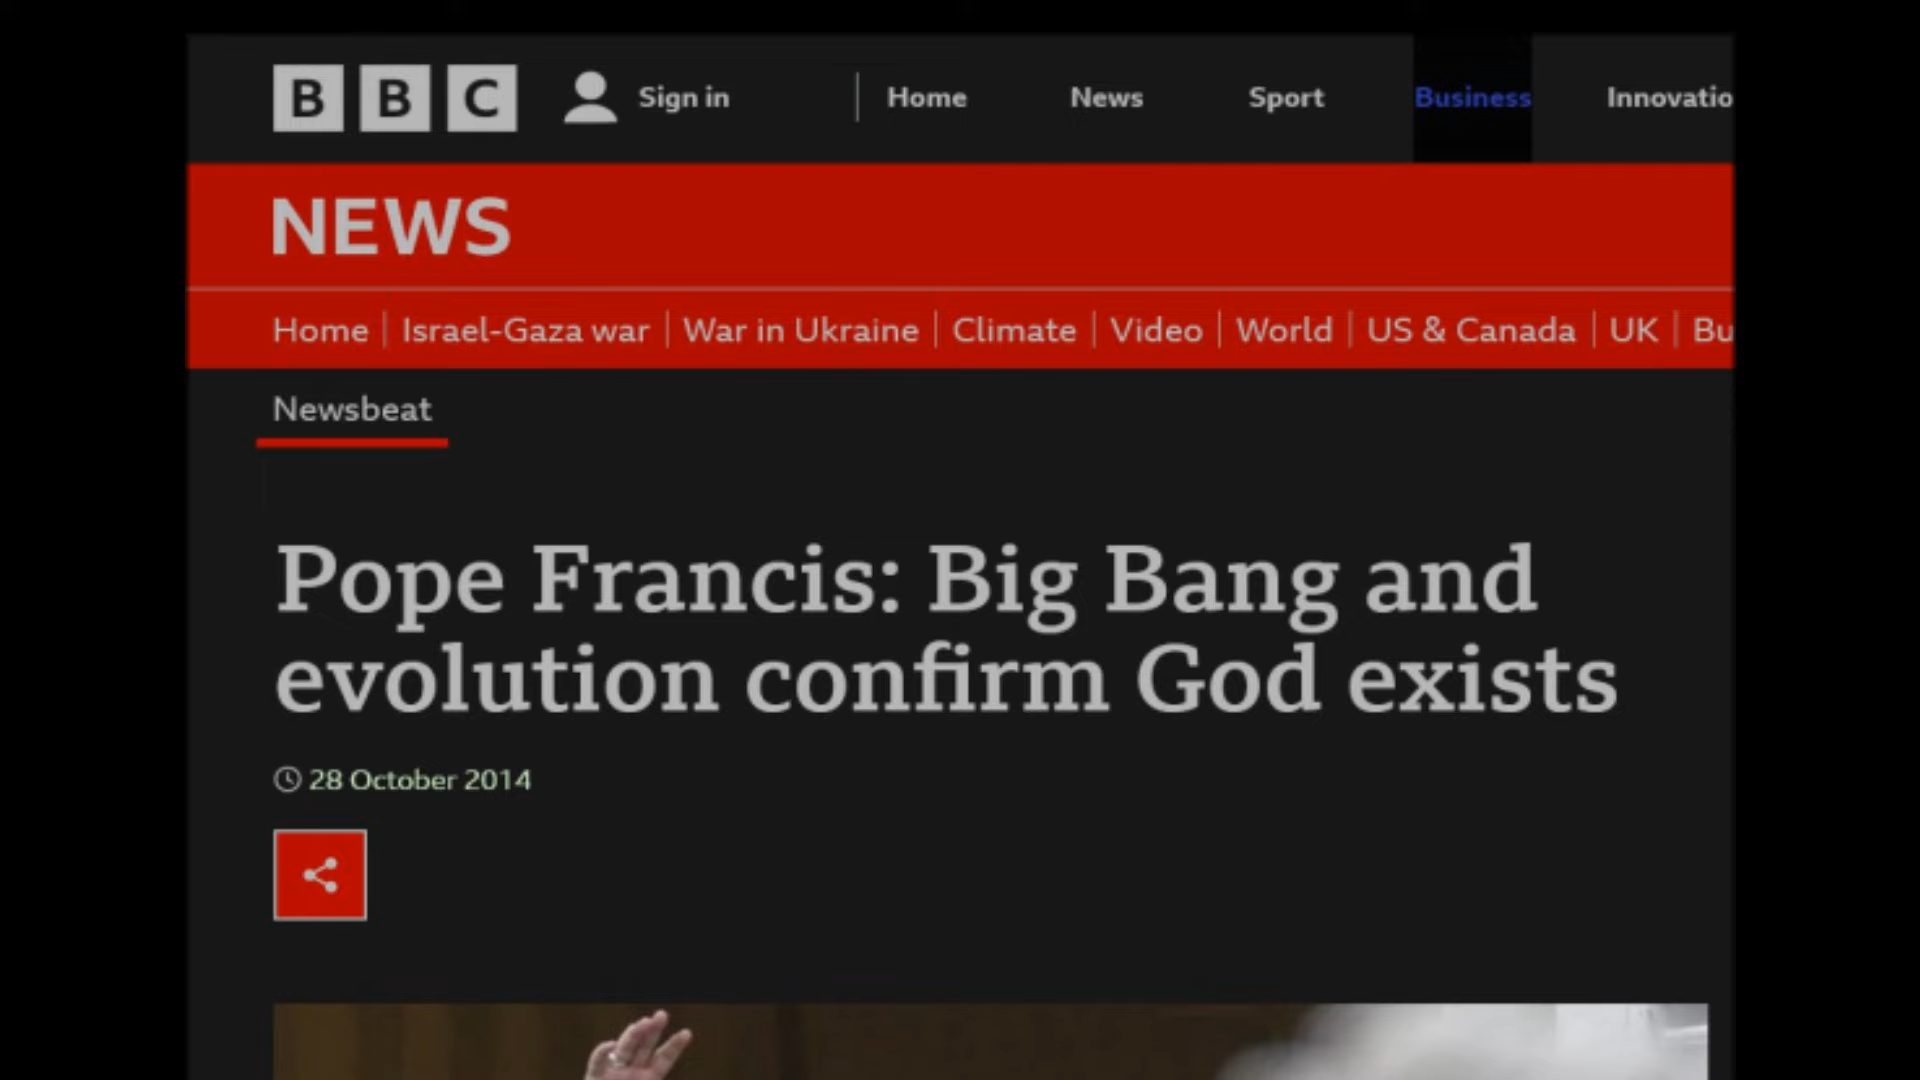 BBC Sign in Home News Sport Business Innovatio
NEWS
Home Israel-Gaza war War in Ukraine Climate Video World US & Canada UK Bu
Newsbeat
Pope Francis: Big Bang and
evolution confirm God exists
28 October 2014